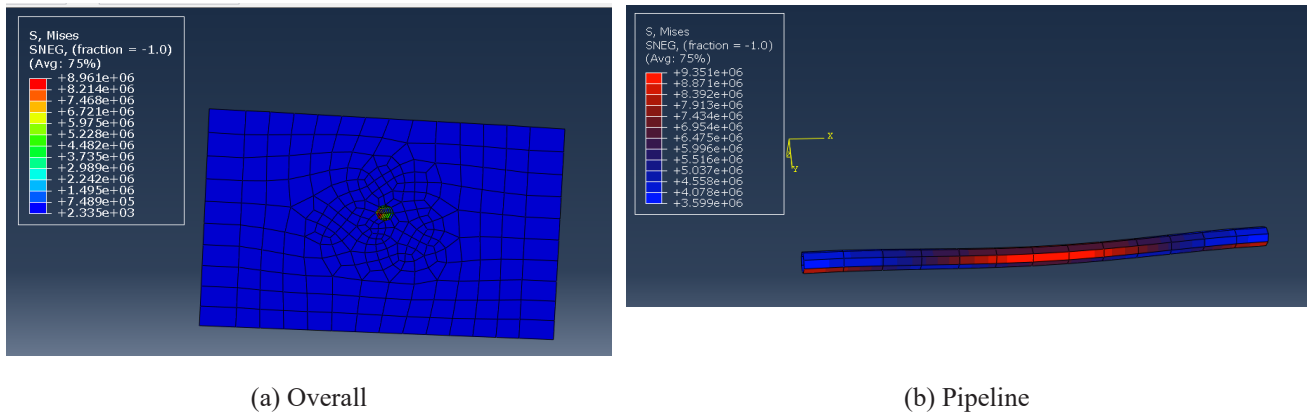 S, Mises
SNEG, (fraction = -1.0)
(Avg: 75%)
+8.961e+06
+8.214e+06
+7.468e+06
+6.721e+06
+5.975e+06
+5.228e+06
+4.482e+06
+3.735e+06
+2.989e+06
+2.242e+06
+1.495e+06
+7.489e+05
+2.335e+03
S, Mises
SNEG, (fraction = -1.0)
(Avg: 75%)
+9.351e+06
+8.871e+06
+8.392e+06
+7.913e+06
+7.434e+06
+6.954e+06
+6.475e+06
+5.996e+06
+5.516e+06
+5.037e+06
+4.558e+06
+4.078e+06
+3.599e+06
X
Y
(a) Overall
(b) Pipeline